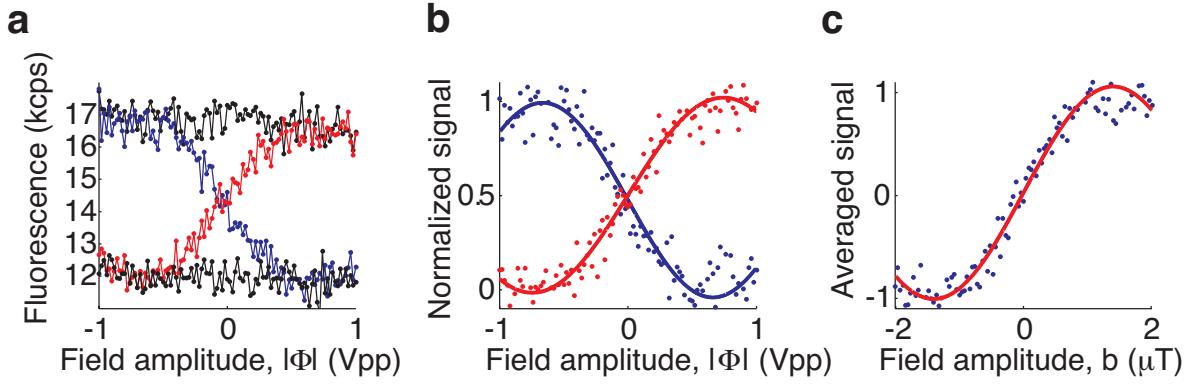 a
Fluorescence (kcps)
17
16
15
14
13
12
-1
0
1
Field amplitude, |Φ| (Vpp)
b
Normalized signal
1
0.5
0
-1
0
1
Field amplitude, |Φ| (Vpp)
c
Averaged signal
1
0
-1
-2
0
2
Field amplitude, b (μT)